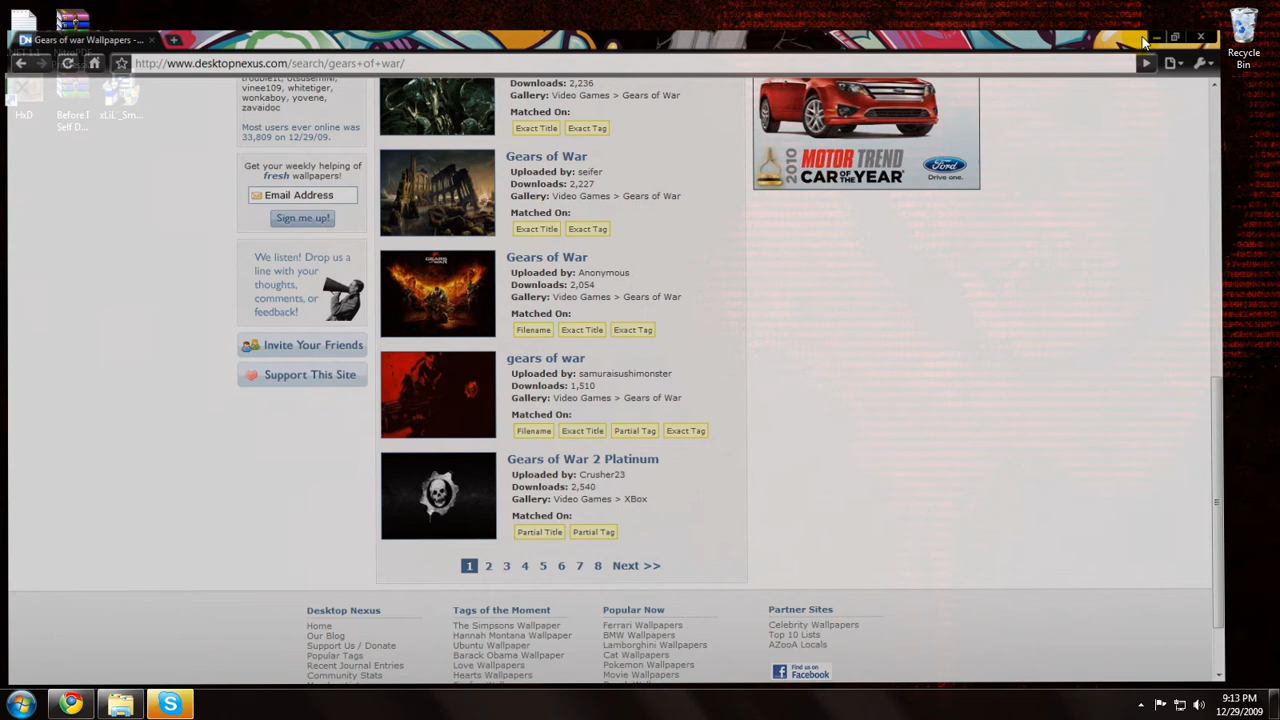 Gears of war Wallpapers - ...
http://www.desktopnexus.com/search/gears+of+war/
Recycle
Bin
HxD
Before I
Self D...
xLiL_Sm...
vinee109, whitetiger,
wonkaboy, yovene,
zavaidoc
Most users ever online was
33,809 on 12/29/09.
Get your weekly helping of
fresh wallpapers!
Email Address
Sign me up!
We listen! Drop us a
line with your
thoughts,
comments, or
feedback!
Invite Your Friends
Support This Site
Downloads: 2,236
Gallery: Video Games > Gears of War
Matched On:
Exact Title Exact Tag
Gears of War
Uploaded by: seifer
Downloads: 2,227
Gallery: Video Games > Gears of War
Matched On:
Exact Title Exact Tag
Gears of War
Uploaded by: Anonymous
Downloads: 2,054
Gallery: Video Games > Gears of War
Matched On:
Filename Exact Title Exact Tag
gears of war
Uploaded by: samuraisushimonster
Downloads: 1,510
Gallery: Video Games > Gears of War
Matched On:
Filename Exact Title Partial Tag Exact Tag
Gears of War 2 Platinum
Uploaded by: Crusher23
Downloads: 2,540
Gallery: Video Games > XBox
Matched On:
Partial Title Partial Tag
1 2 3 4 5 6 7 8 Next >>
2010 MOTOR TREND
CAR OF THE YEAR
Ford
Drive one.
Desktop Nexus
Home
Our Blog
Support Us / Donate
Popular Tags
Recent Journal Entries
Community Stats
Tags of the Moment
The Simpsons Wallpaper
Hannah Montana Wallpaper
Ubuntu Wallpaper
Barack Obama Wallpaper
Love Wallpapers
Hearts Wallpapers
Popular Now
Ferrari Wallpapers
BMW Wallpapers
Lamborghini Wallpapers
Cat Wallpapers
Pokemon Wallpapers
Movie Wallpapers
Partner Sites
Celebrity Wallpapers
Top 10 Lists
AZooA Locals
Find us on
Facebook
9:13 PM
12/29/2009